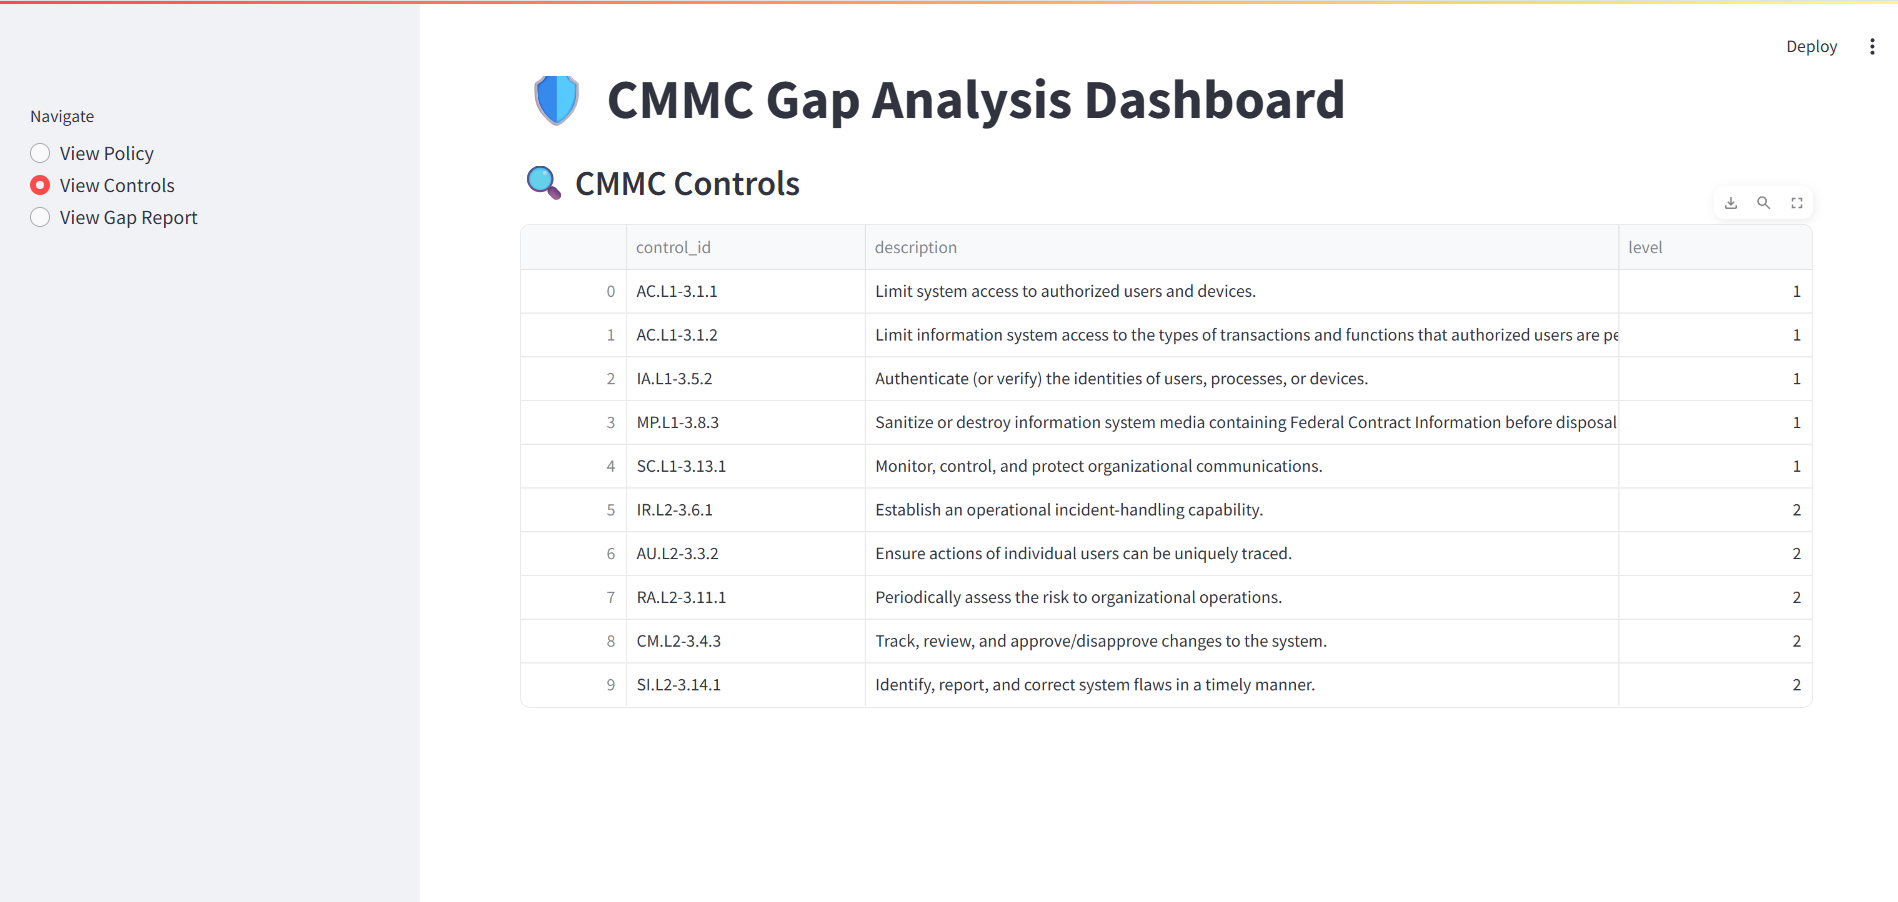 Deploy
Navigate
View Policy
View Controls
View Gap Report
CMMC Gap Analysis Dashboard
CMMC Controls
control_id description level
0 AC.L1-3.1.1 Limit system access to authorized users and devices. 1
1 AC.L1-3.1.2 Limit information system access to the types of transactions and functions that authorized users are pe 1
2 IA.L1-3.5.2 Authenticate (or verify) the identities of users, processes, or devices. 1
3 MP.L1-3.8.3 Sanitize or destroy information system media containing Federal Contract Information before disposal 1
4 SC.L1-3.13.1 Monitor, control, and protect organizational communications. 1
5 IR.L2-3.6.1 Establish an operational incident-handling capability. 2
6 AU.L2-3.3.2 Ensure actions of individual users can be uniquely traced. 2
7 RA.L2-3.11.1 Periodically assess the risk to organizational operations. 2
8 CM.L2-3.4.3 Track, review, and approve/disapprove changes to the system. 2
9 SI.L2-3.14.1 Identify, report, and correct system flaws in a timely manner. 2